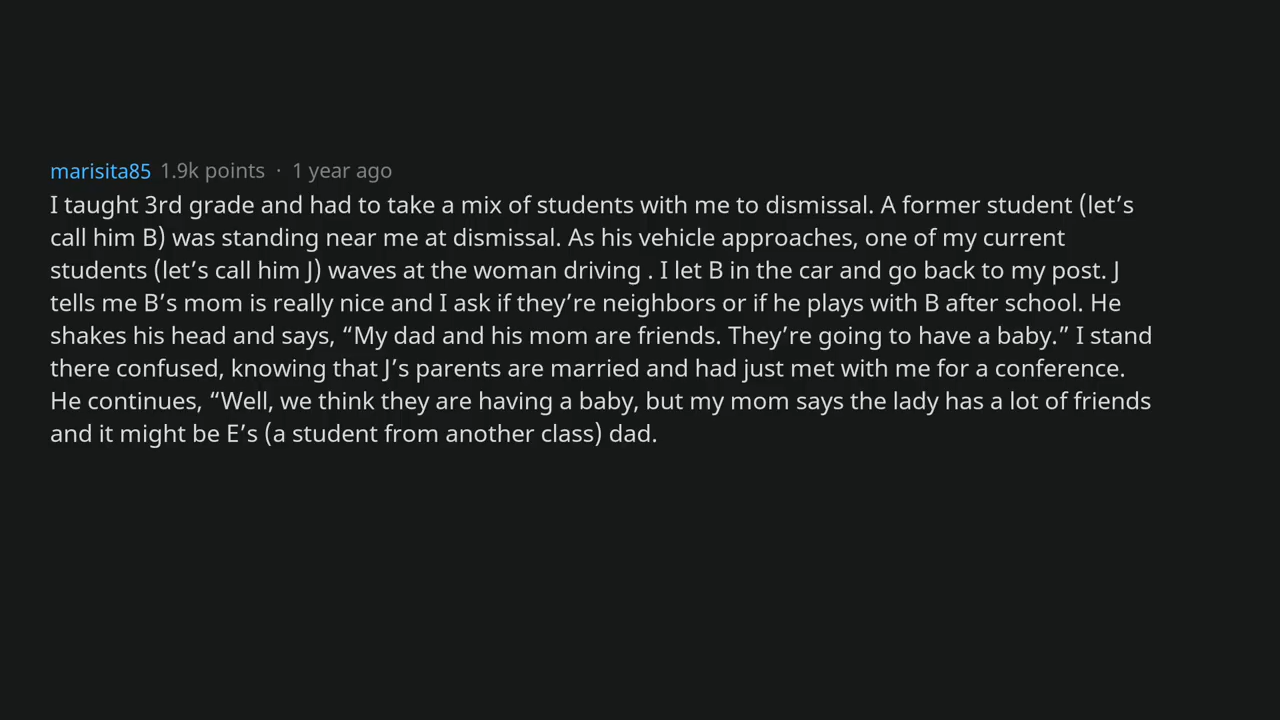 marisita85 1.9k points · 1 year ago
I taught 3rd grade and had to take a mix of students with me to dismissal. A former student (let’s
call him B) was standing near me at dismissal. As his vehicle approaches, one of my current
students (let’s call him J) waves at the woman driving . I let B in the car and go back to my post. J
tells me B’s mom is really nice and I ask if they’re neighbors or if he plays with B after school. He
shakes his head and says, “My dad and his mom are friends. They’re going to have a baby.” I stand
there confused, knowing that J’s parents are married and had just met with me for a conference.
He continues, “Well, we think they are having a baby, but my mom says the lady has a lot of friends
and it might be E’s (a student from another class) dad.